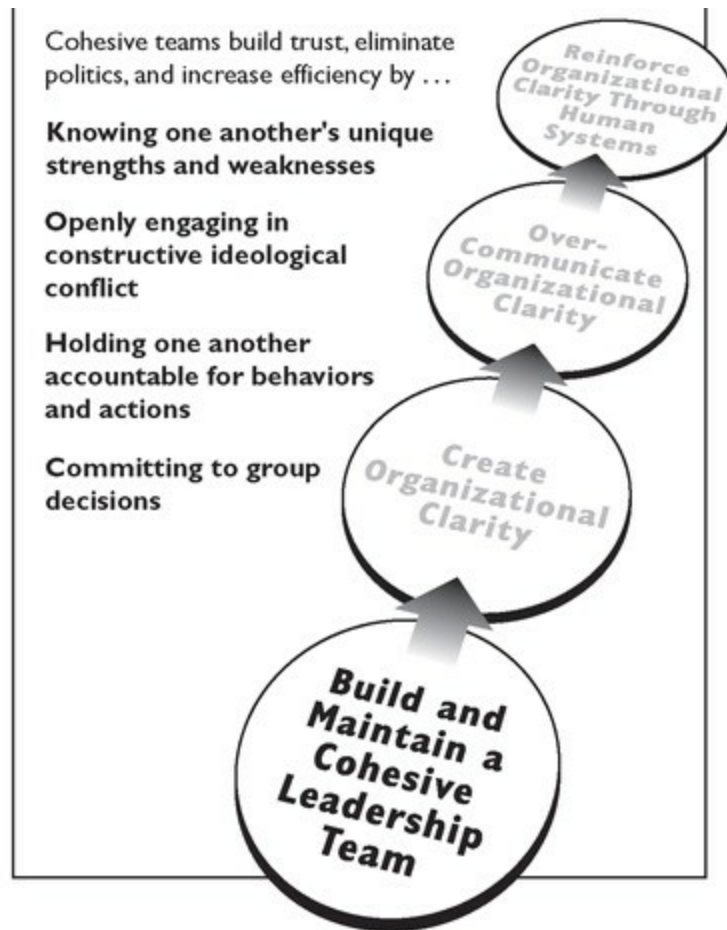 Cohesive teams build trust, eliminate
politics, and increase efficiency by …
Knowing one another's unique
strengths and weaknesses
Openly engaging in
constructive ideological
conflict
Holding one another
accountable for behaviors
and actions
Committing to group
decisions
Reinforce
Organizational
Clarity Through
Human
Systems
Over-
Communicate
Organizational
Clarity
Create
Organizational
Clarity
Build and
Maintain a
Cohesive
Leadership
Team